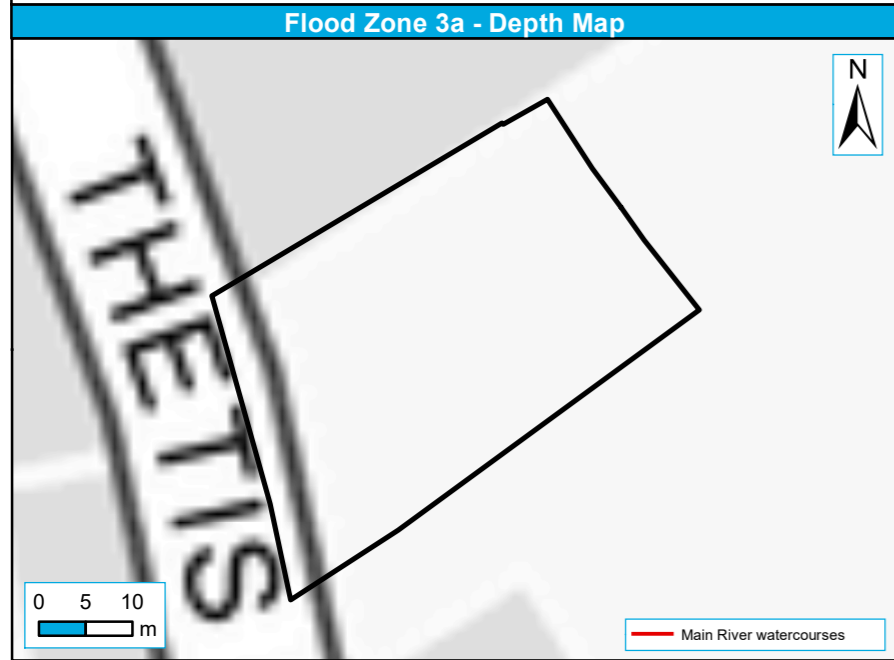 Flood Zone 3a - Depth Map
N
THETIS
0 5 10
m
Main River watercourses